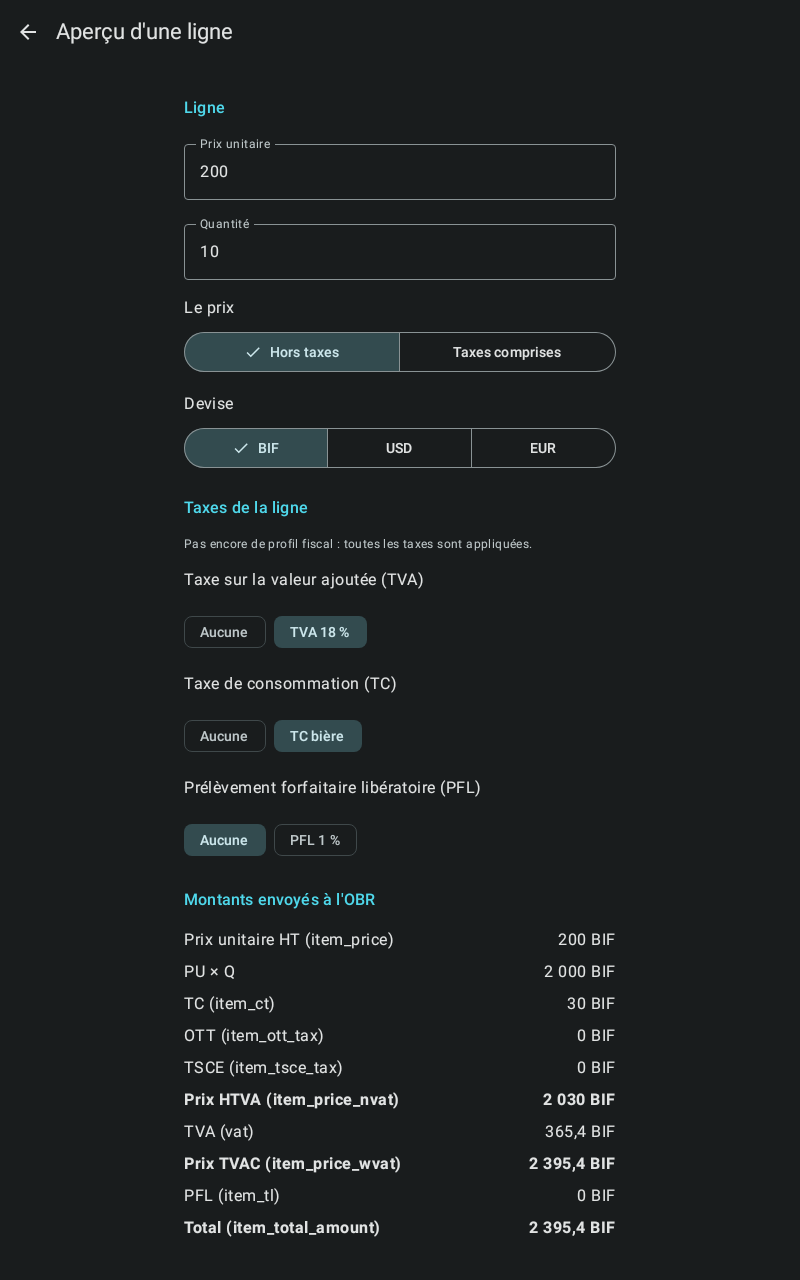 Aperçu d'une ligne
Ligne
Prix unitaire
200
Quantité
10
Le prix
Hors taxes
Taxes comprises
Devise
BIF
USD
EUR
Taxes de la ligne
Pas encore de profil fiscal : toutes les taxes sont appliquées.
Taxe sur la valeur ajoutée (TVA)
Aucune
TVA 18 %
Taxe de consommation (TC)
Aucune
TC bière
Prélèvement forfaitaire libératoire (PFL)
Aucune
PFL 1 %
Montants envoyés à l'OBR
Prix unitaire HT (item_price) 200 BIF
PU × Q 2 000 BIF
TC (item_ct) 30 BIF
OTT (item_ott_tax) 0 BIF
TSCE (item_tsce_tax) 0 BIF
Prix HTVA (item_price_nvat) 2 030 BIF
TVA (vat) 365,4 BIF
Prix TVAC (item_price_wvat) 2 395,4 BIF
PFL (item_tl) 0 BIF
Total (item_total_amount) 2 395,4 BIF